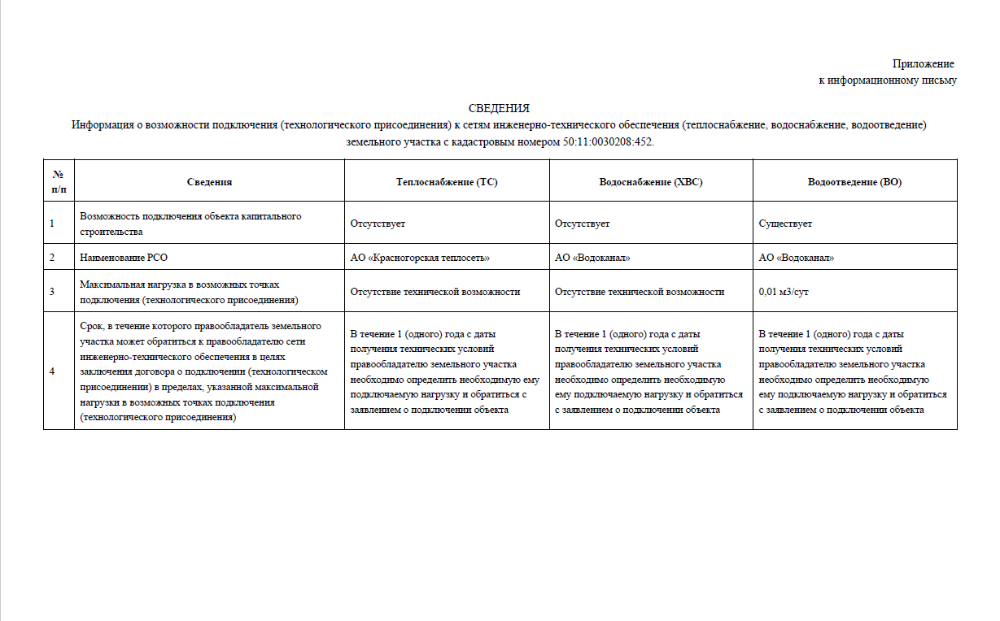 Приложение
к информационному письму
СВЕДЕНИЯ
Информация о возможности подключения (технологического присоединения) к сетям инженерно-технического обеспечения (теплоснабжение, водоснабжение, водоотведение)
земельного участка с кадастровым номером 50:11:0030208:452.
№
п/п
Сведения
Теплоснабжение (ТС)
Водоснабжение (ХВС)
Водоотведение (ВО)
1
Возможность подключения объекта капитального
строительства
Отсутствует
Отсутствует
Существует
2
Наименование РСО
АО «Красногорская теплосеть»
АО «Водоканал»
АО «Водоканал»
3
Максимальная нагрузка в возможных точках
подключения (технологического присоединения)
Отсутствие технической возможности
Отсутствие технической возможности
0,01 м3/сут
4
Срок, в течение которого правообладатель земельного
участка может обратиться к правообладателю сети
инженерно-технического обеспечения в целях
заключения договора о подключении (технологическом
присоединении) в пределах, указанной максимальной
нагрузки в возможных точках подключения
(технологического присоединения)
В течение 1 (одного) года с даты
получения технических условий
правообладателю земельного участка
необходимо определить необходимую ему
подключаемую нагрузку и обратиться с
заявлением о подключении объекта
В течение 1 (одного) года с даты
получения технических условий
правообладателю земельного участка
необходимо определить необходимую
ему подключаемую нагрузку и обратиться
с заявлением о подключении объекта
В течение 1 (одного) года с даты
получения технических условий
правообладателю земельного участка
необходимо определить необходимую
ему подключаемую нагрузку и обратиться
с заявлением о подключении объекта